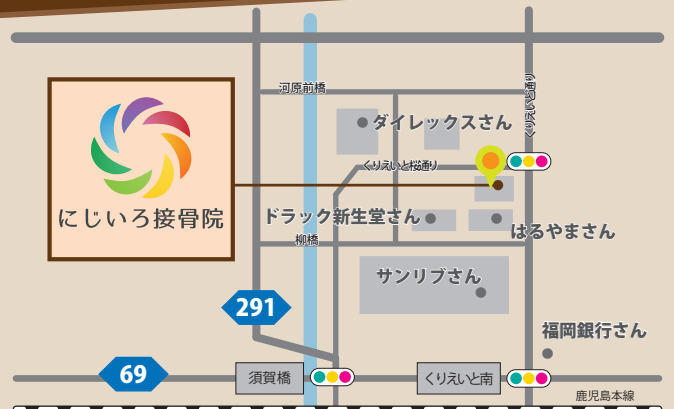 河原前橋
くりえいと通り
ダイレックスさん
くりえいと桜通り
にじいろ接骨院
ドラック新生堂さん
はるやまさん
柳橋
サンリブさん
291
福岡銀行さん
69
須賀橋
くりえいと南
鹿児島本線